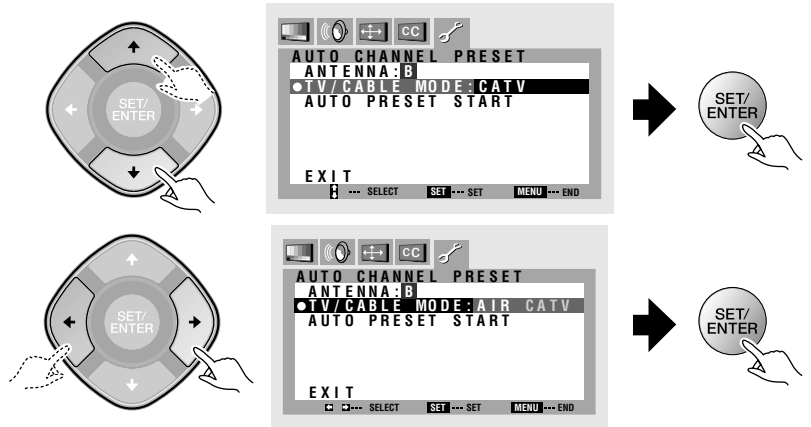 SET/
ENTER
CC
AUTO CHANNEL PRESET
ANTENNA:B
●TV/CABLE MODE:CATV
AUTO PRESET START
EXIT
--- SELECT SET --- SET MENU --- END
SET/
ENTER
SET/
ENTER
CC
AUTO CHANNEL PRESET
ANTENNA:B
●TV/CABLE MODE:AIR CATV
AUTO PRESET START
EXIT
--- SELECT SET --- SET MENU --- END
SET/
ENTER